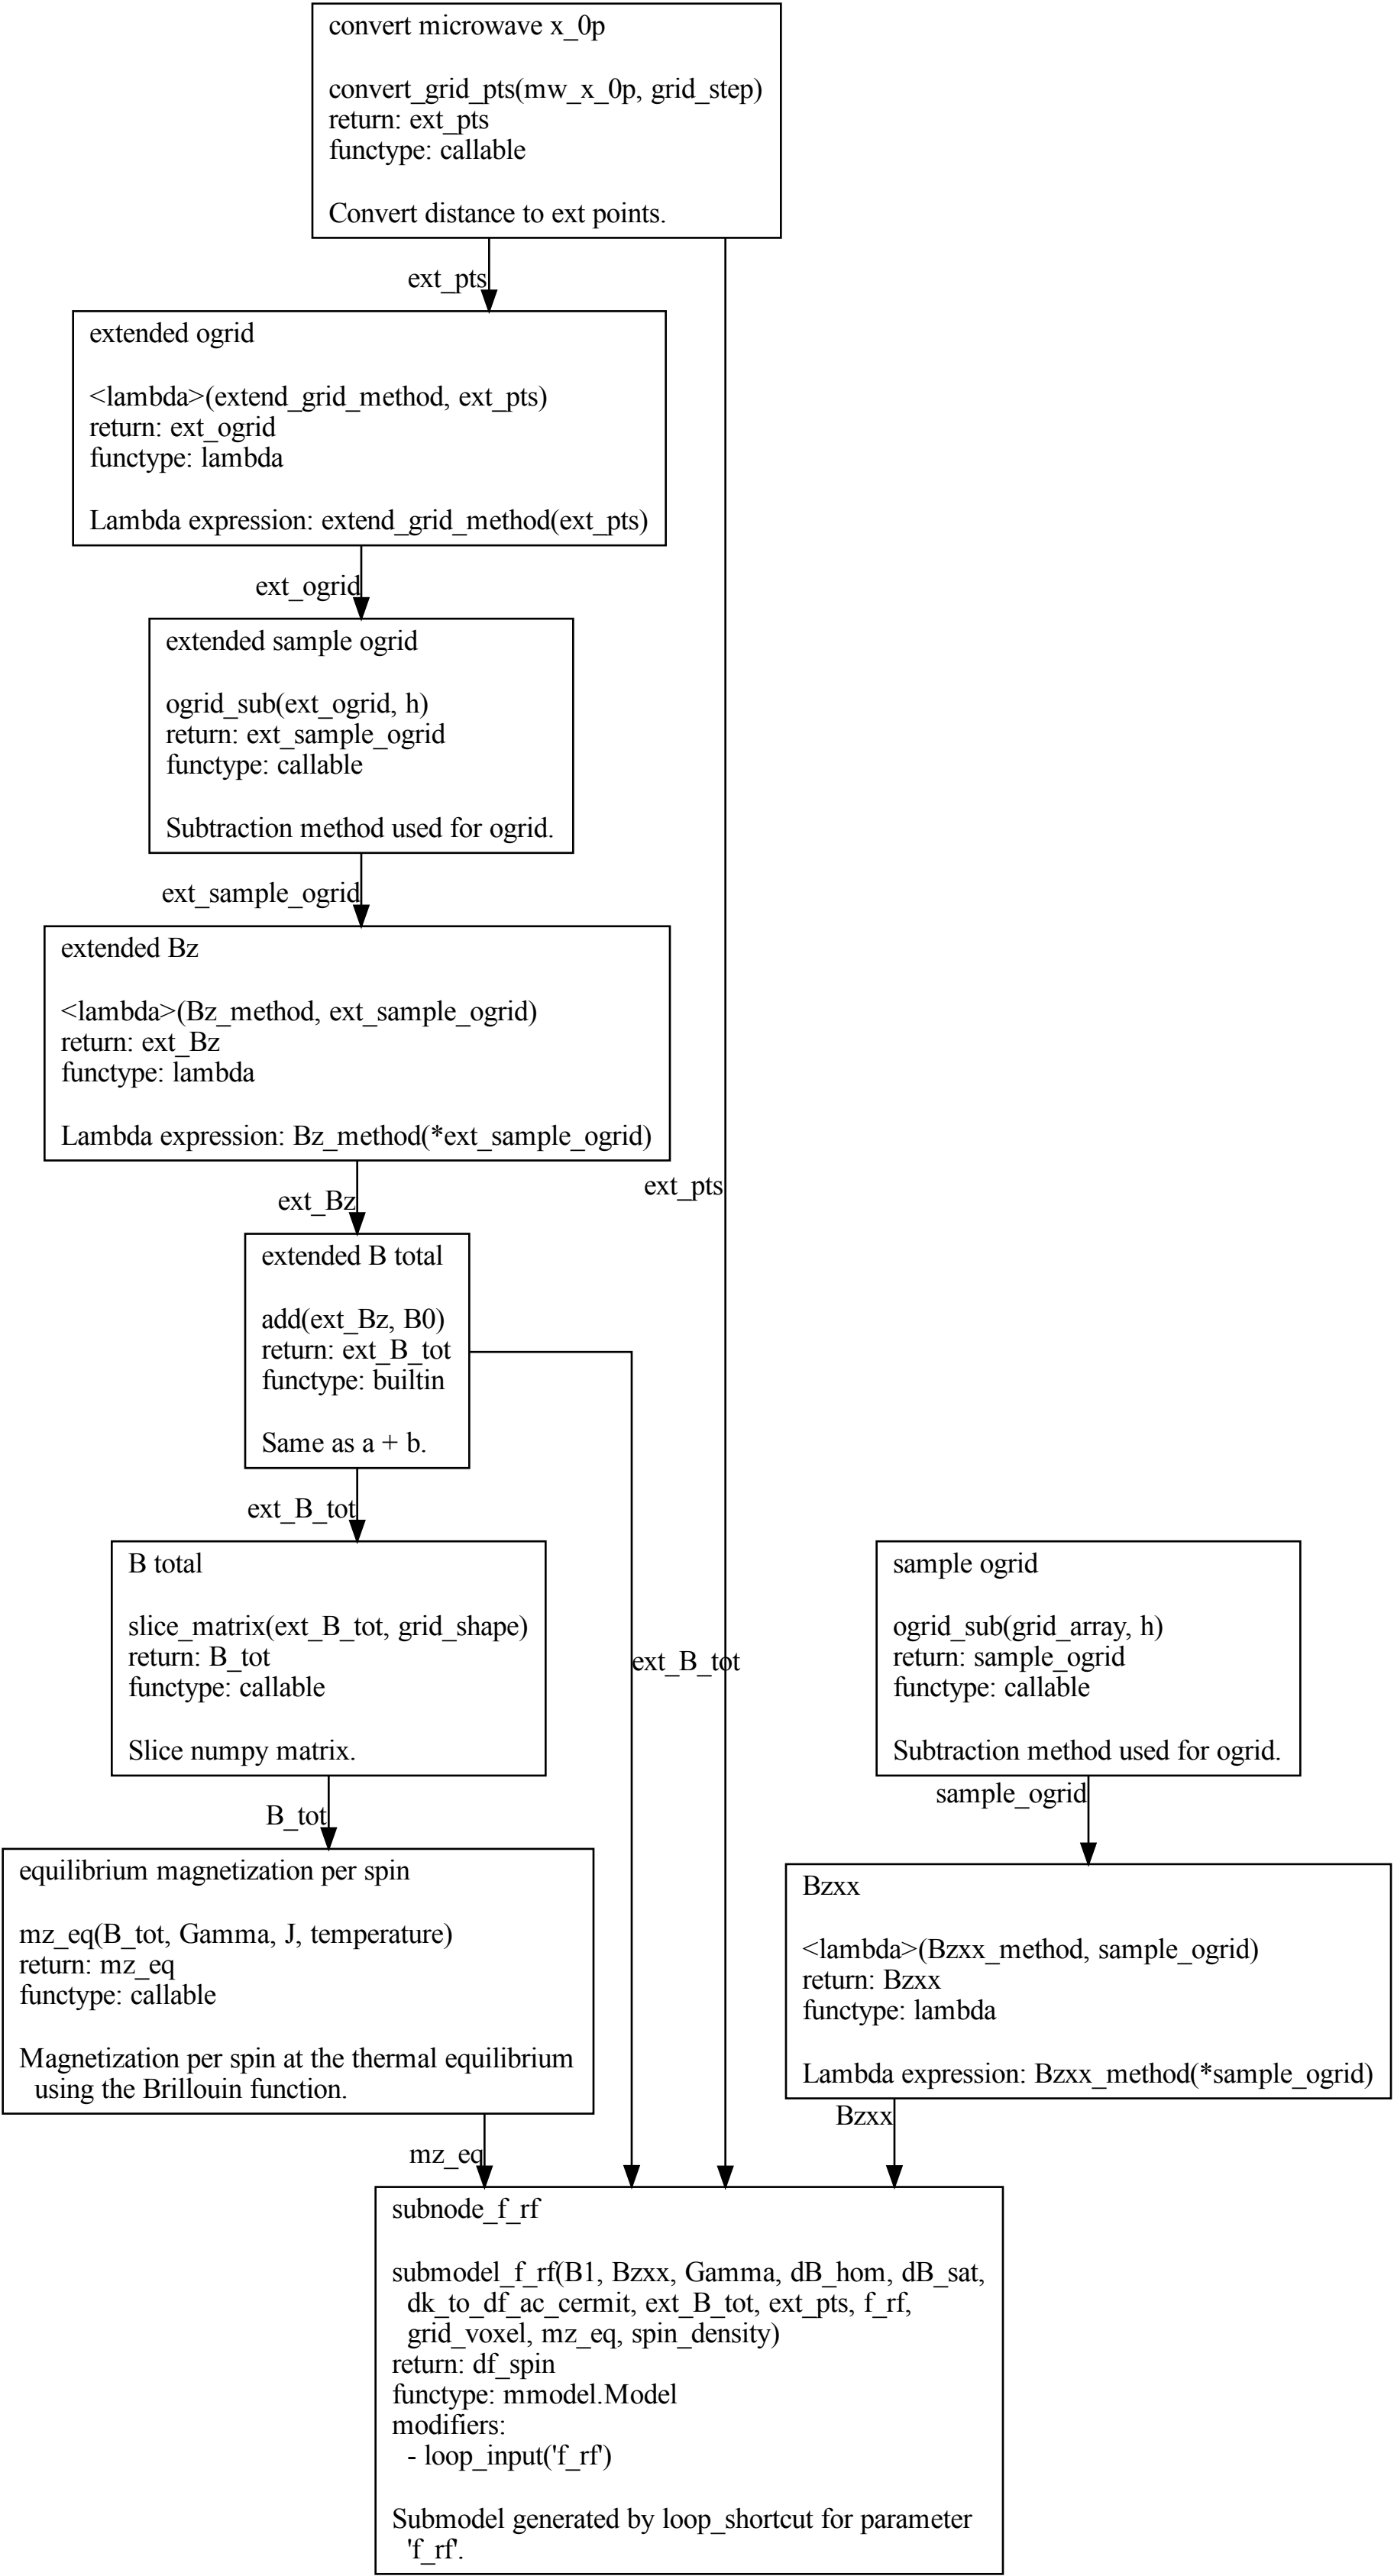 convert microwave x_0p
convert_grid_pts(mw_x_0p, grid_step)
return: ext_pts
functype: callable
Convert distance to ext points.
ext_pts
extended ogrid
<lambda>(extend_grid_method, ext_pts)
return: ext_ogrid
functype: lambda
Lambda expression: extend_grid_method(ext_pts)
ext_ogrid
extended sample ogrid
ogrid_sub(ext_ogrid, h)
return: ext_sample_ogrid
functype: callable
Subtraction method used for ogrid.
ext_sample_ogrid
extended Bz
<lambda>(Bz_method, ext_sample_ogrid)
return: ext_Bz
functype: lambda
Lambda expression: Bz_method(*ext_sample_ogrid)
ext_pts
ext_Bz
extended B total
add(ext_Bz, B0)
return: ext_B_tot
functype: builtin
Same as a + b.
ext_B_tot
B total
slice_matrix(ext_B_tot, grid_shape)
return: B_tot
functype: callable
Slice numpy matrix.
ext_B_tot
sample ogrid
ogrid_sub(grid_array, h)
return: sample_ogrid
functype: callable
Subtraction method used for ogrid.
B_tot
sample_ogrid
equilibrium magnetization per spin
mz_eq(B_tot, Gamma, J, temperature)
return: mz_eq
functype: callable
Magnetization per spin at the thermal equilibrium
using the Brillouin function.
Bzxx
<lambda>(Bzxx_method, sample_ogrid)
return: Bzxx
functype: lambda
Lambda expression: Bzxx_method(*sample_ogrid)
mz_eq
Bzxx
subnode_f_rf
submodel_f_rf(B1, Bzxx, Gamma, dB_hom, dB_sat,
dk_to_df_ac_cermit, ext_B_tot, ext_pts, f_rf,
grid_voxel, mz_eq, spin_density)
return: df_spin
functype: mmodel.Model
modifiers:
- loop_input('f_rf')
Submodel generated by loop_shortcut for parameter
'f_rf'.